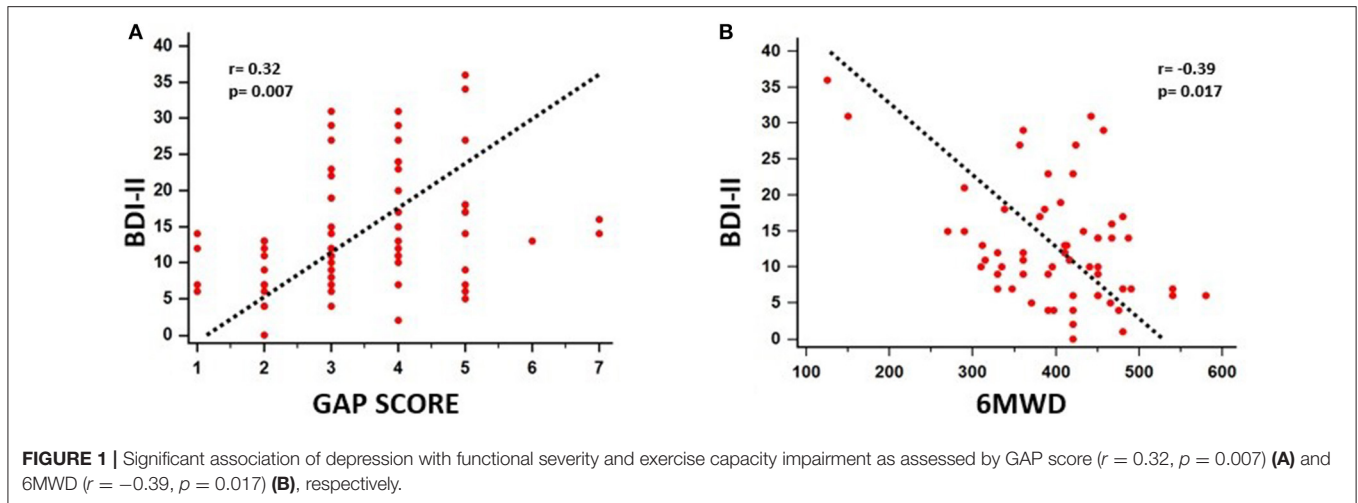 A
40
35
30
25
20
15
10
5
0
BDI-II
r= 0.32
p= 0.007
1 2 3 4 5 6 7
GAP SCORE
B
40
35
30
25
20
15
10
5
0
BDI-II
r= -0.39
p= 0.017
100 200 300 400 500 600
6MWD
FIGURE 1 | Significant association of depression with functional severity and exercise capacity impairment as assessed by GAP score (r = 0.32, p = 0.007) (A) and
6MWD (r = −0.39, p = 0.017) (B), respectively.